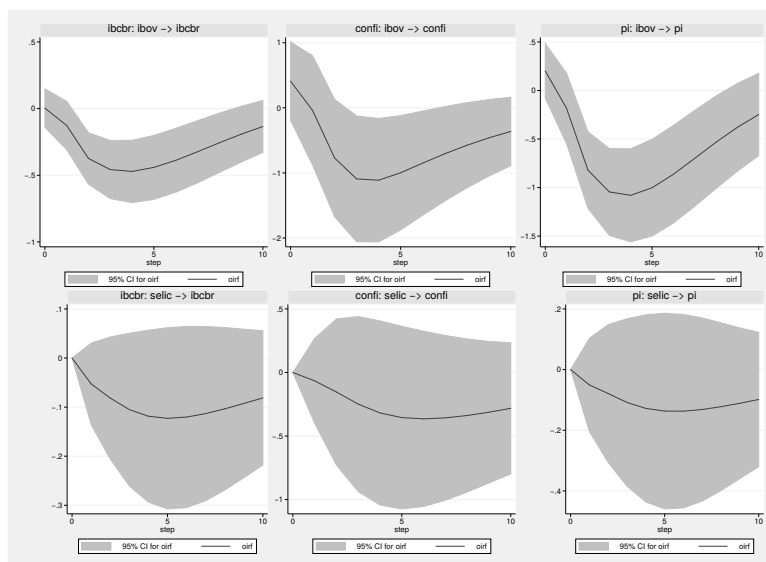 ibcbr: ibov -> ibcbr
.5
0
-.5
-1
0
5
10
step
95% CI for oirf
oirf
confi: ibov -> confi
1
0
-1
-2
0
5
10
step
95% CI for oirf
oirf
pi: ibov -> pi
.5
0
-.5
-1
-1.5
0
5
10
step
95% CI for oirf
oirf
ibcbr: selic -> ibcbr
.1
0
-.1
-.2
-.3
0
5
10
step
95% CI for oirf
oirf
confi: selic -> confi
.5
0
-.5
-1
0
5
10
step
95% CI for oirf
oirf
pi: selic -> pi
.2
0
-.2
-.4
0
5
10
step
95% CI for oirf
oirf